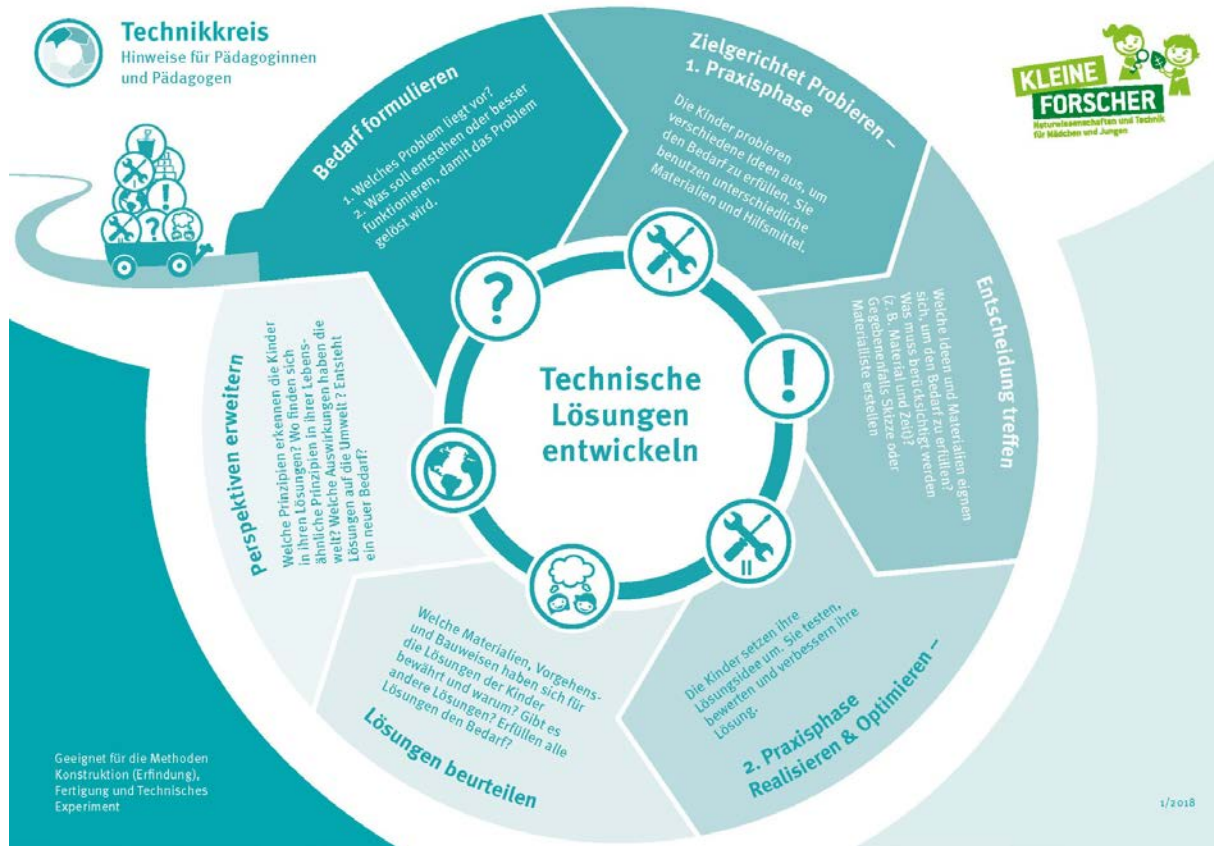 Technikkreis
Hinweise für Pädagoginnen
und Pädagogen
KLEINE
FORSCHER
Naturwissenschaften und Technik
für Mädchen und Jungen
Bedarf formulieren
1. Welches Problem liegt vor?
2. Was soll entstehen oder besser
funktionieren, damit das Problem
gelöst wird.
Zielgerichtet Probieren –
1. Praxisphase
Die Kinder probieren
verschiedene Ideen aus, um
den Bedarf zu erfüllen. Sie
benutzen unterschiedliche
Materialien und Hilfsmittel.
Entscheidung treffen
Welche Ideen und Materialien eignen
sich, um den Bedarf zu erfüllen?
Was muss berücksichtigt werden
(z. B. Material und Zeit)?
Gegebenenfalls Skizze oder
Materialliste erstellen
Die Kinder setzen ihre
Lösungsidee um. Sie testen,
bewerten und verbessern ihre
Lösung.
2. Praxisphase
Realisieren & Optimieren –
Welche Materialien, Vorgehens-
und Bauweisen haben sich für
die Lösungen der Kinder
bewährt und warum? Gibt es
andere Lösungen? Erfüllen alle
Lösungen den Bedarf?
Lösungen beurteilen
Perspektiven erweitern
Welche Prinzipien erkennen die Kinder
in ihren Lösungen? Wo finden sich
ähnliche Prinzipien in ihrer Lebens-
welt? Welche Auswirkungen haben die
Lösungen auf die Umwelt ? Entsteht
ein neuer Bedarf?
?
I
!
II
Technische
Lösungen
entwickeln
!
I
?
II
Geeignet für die Methoden
Konstruktion (Erfindung),
Fertigung und Technisches
Experiment
1/2018